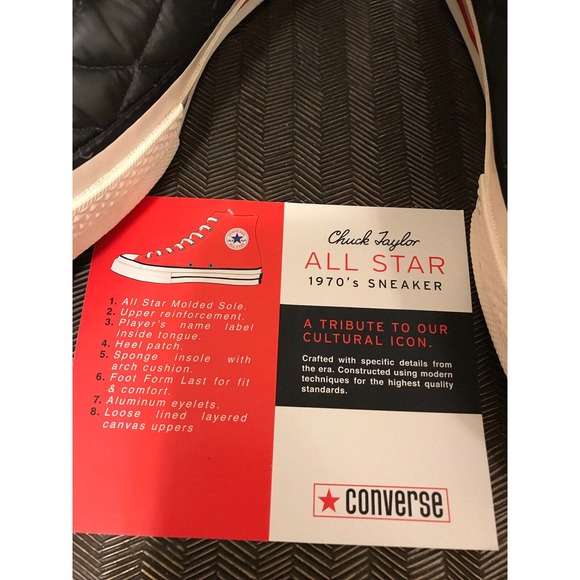 1. All Star Molded Sole.
2. Upper reinforcement.
3. Player's name label
inside tongue.
4. Heel patch.
5. Sponge insole with
arch cushion.
6. Foot Form Last for fit
& comfort.
7. Aluminum eyelets.
8. Loose lined layered
canvas uppers
Chuck Taylor
ALL STAR
1970's SNEAKER
A TRIBUTE TO OUR
CULTURAL ICON.
Crafted with specific details from
the era. Constructed using modern
techniques for the highest quality
standards.
CONVERSE